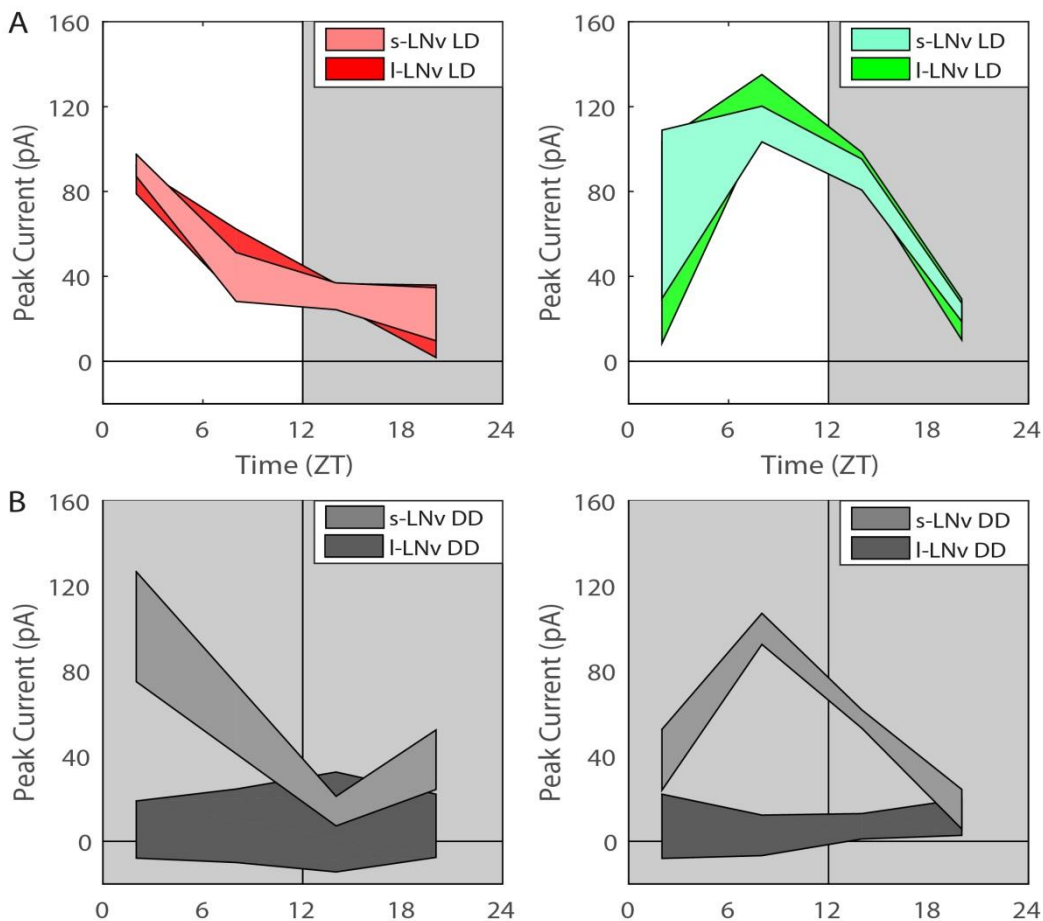 A
Peak Current (pA)
160
120
80
40
0
s-LNv LD
l-LNv LD
0 6 12 18 24
Time (ZT)
Peak Current (pA)
160
120
80
40
0
s-LNv LD
l-LNv LD
0 6 12 18 24
Time (ZT)
B
Peak Current (pA)
160
120
80
40
0
s-LNv DD
l-LNv DD
0 6 12 18 24
Peak Current (pA)
160
120
80
40
0
s-LNv DD
l-LNv DD
0 6 12 18 24